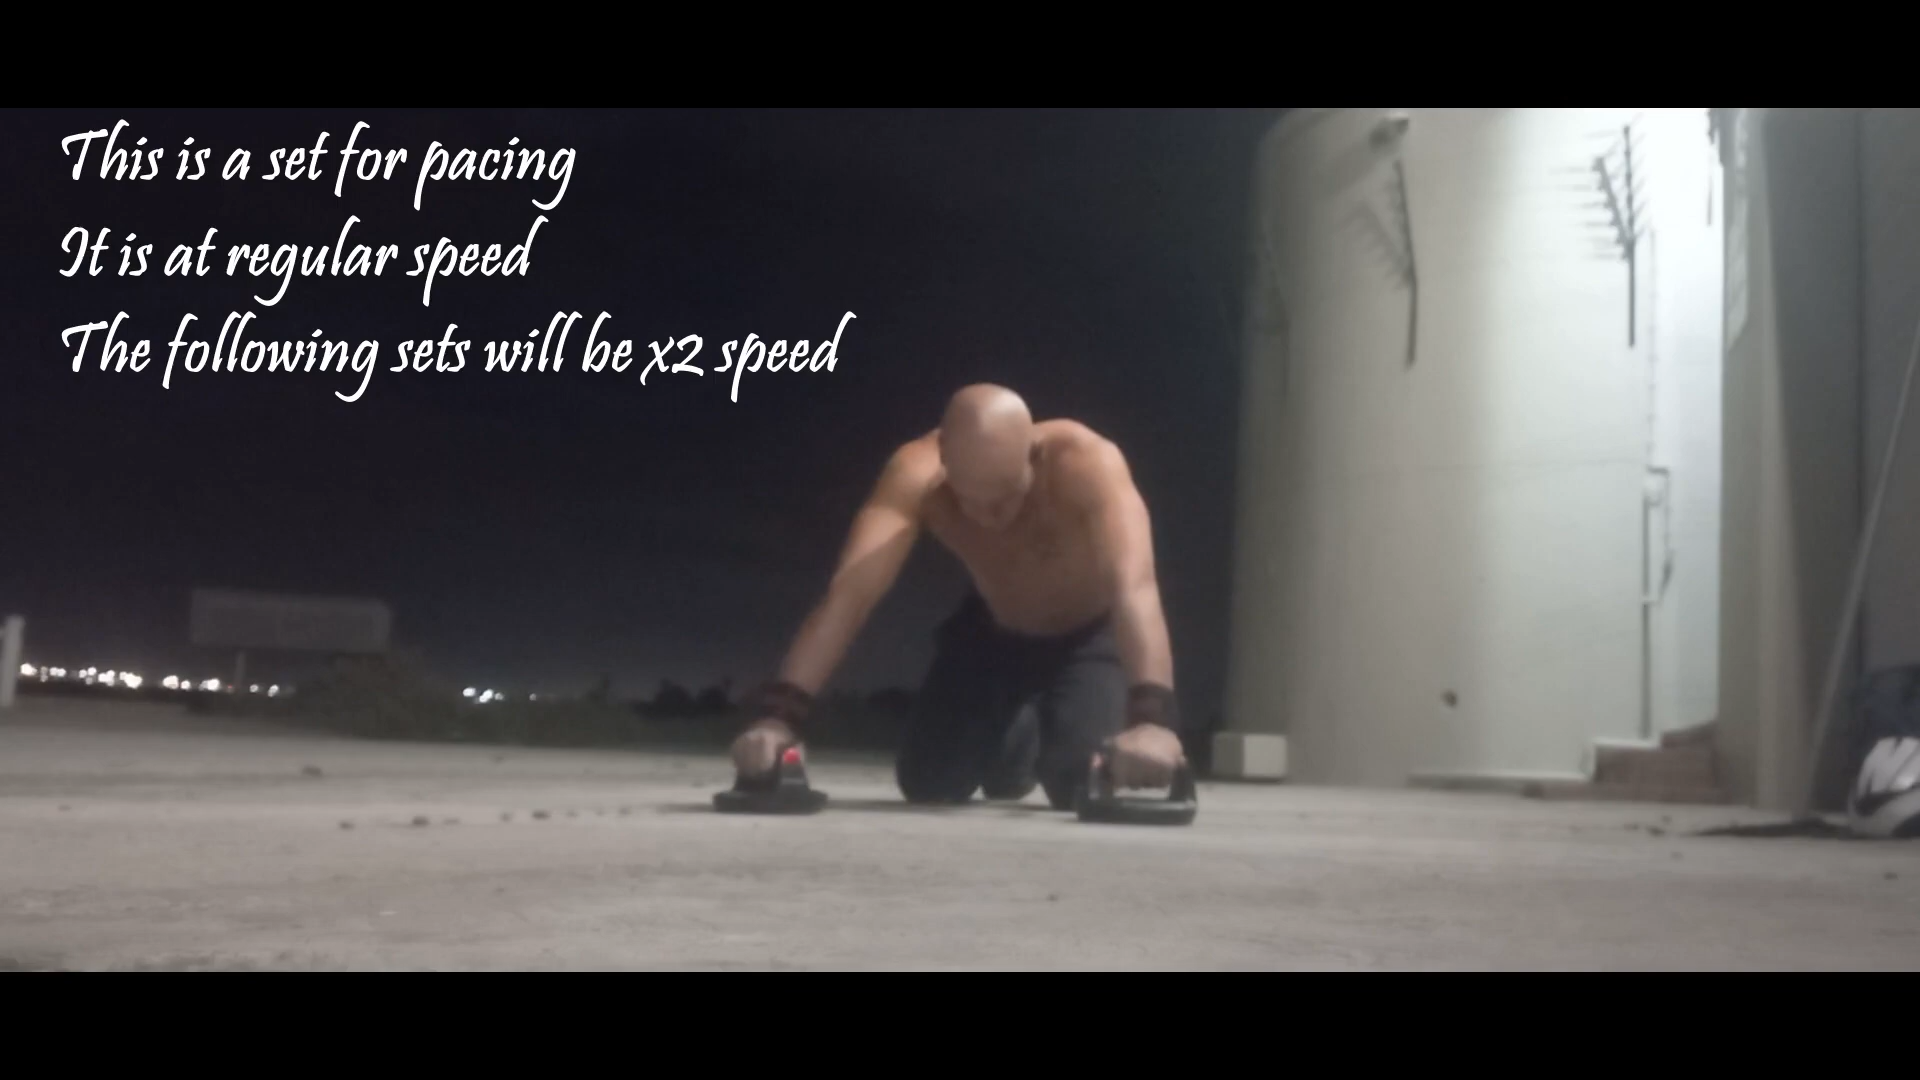 This is a set for pacing
It is at regular speed
The following sets will be x2 speed